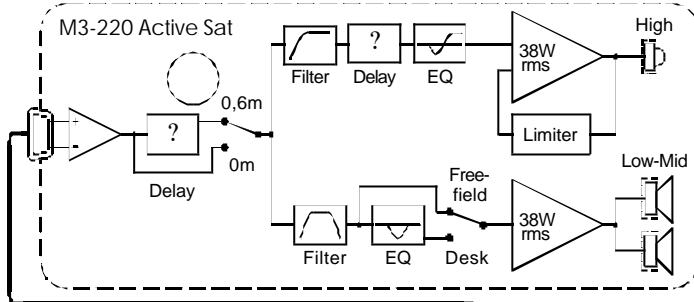 M3-220 Active Sat
High
?
38W
rms
Filter
Delay
EQ
0,6m
Limiter
+
-
?
0m
Delay
Free-
field
Low-Mid
38W
rms
Filter
EQ
Desk